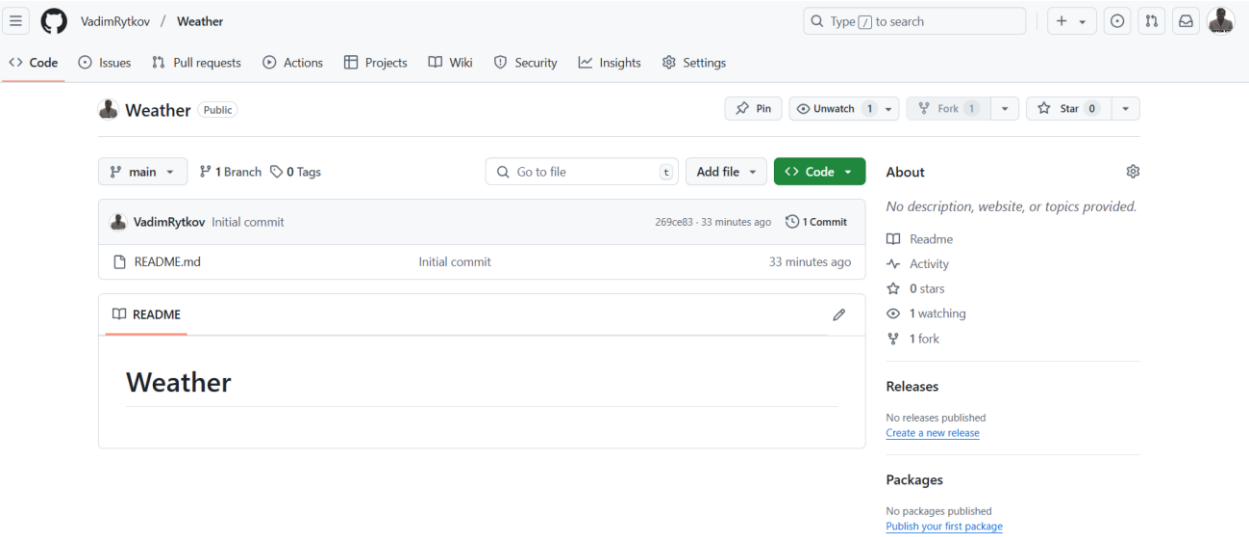 VadimRytkov / Weather
Type / to search
Code Issues Pull requests Actions Projects Wiki Security Insights Settings
Weather Public
Pin Unwatch 1 Fork 1 Star 0
main 1 Branch 0 Tags Go to file t Add file Code
VadimRytkov Initial commit 269ce83 · 33 minutes ago 1 Commit
README.md Initial commit 33 minutes ago
README
Weather
About
No description, website, or topics provided.
Readme
Activity
0 stars
1 watching
1 fork
Releases
No releases published
Create a new release
Packages
No packages published
Publish your first package